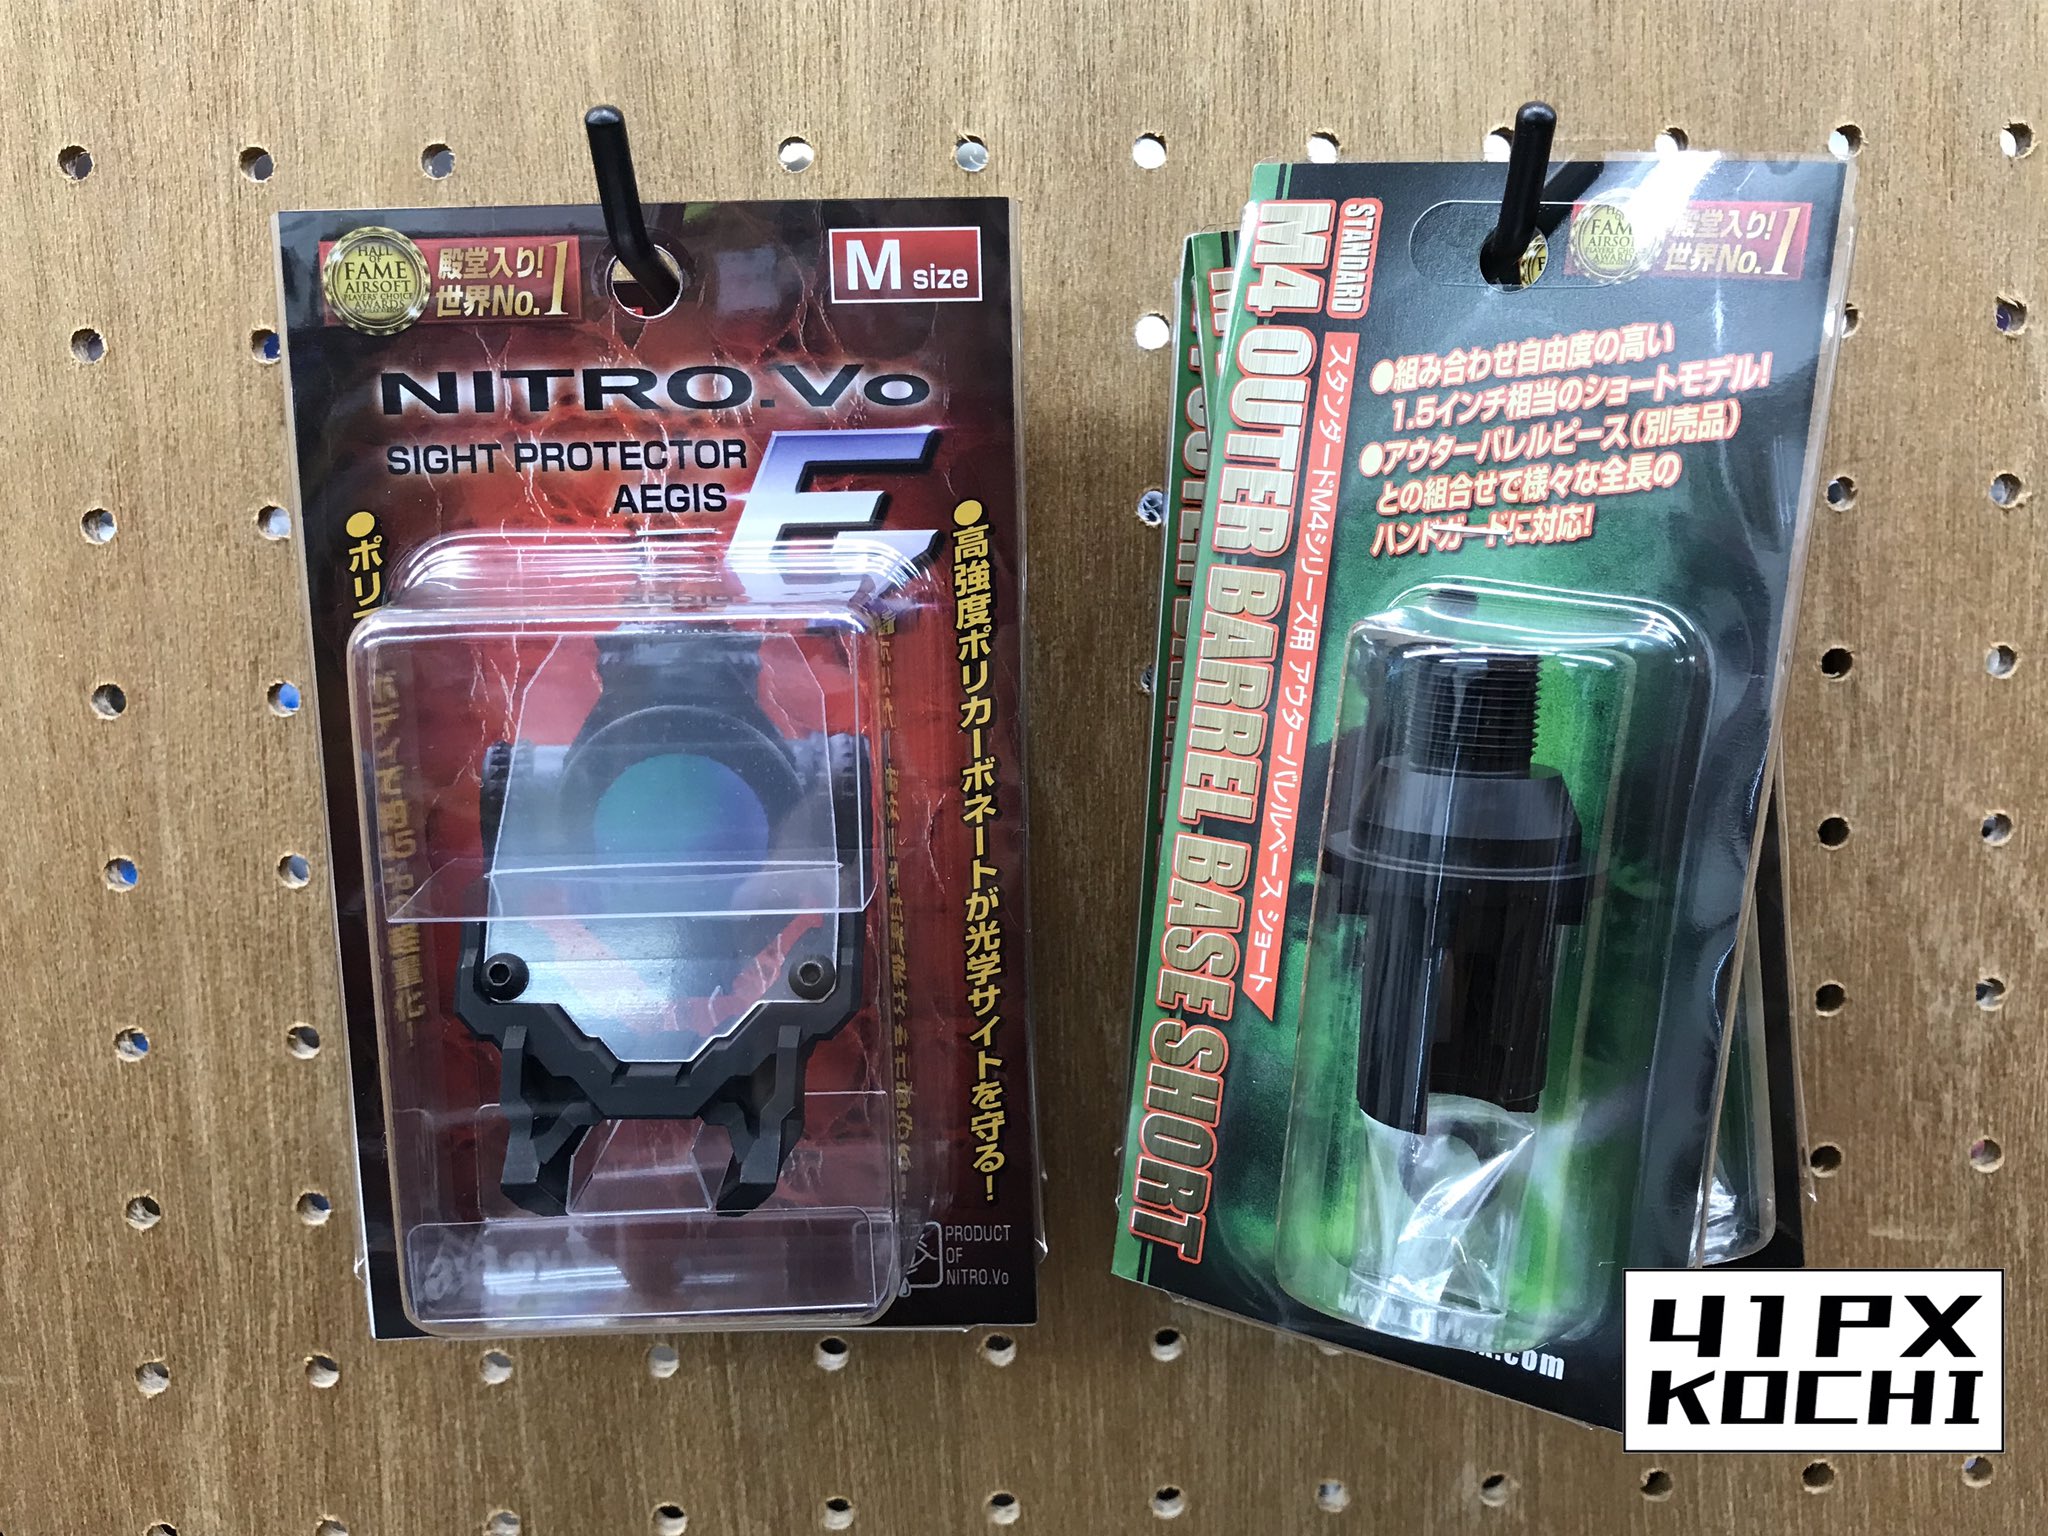 HALL
OF
FAME
AIRSOFT
PLAYERS' CHOICE
AWARDS
殿堂入り!
世界No.1
M size
NITRO.Vo
SIGHT PROTECTOR
AEGIS
●高強度ポリカーボネートが光学サイトを守る!
PRODUCT
OF
NITRO.Vo
FAME
AIRSOFT
殿堂入り!
世界No.1
STANDARD
M4 OUTER BARREL BASE SHORT
スタンダードM4シリーズ用 アウターバレルベース ショート
●組み合わせ自由度の高い
1.5インチ相当のショートモデル!
●アウターバレルピース(別売品)
との組合せで様々な全長の
ハンドガードに対応!
41PX
KOCHI